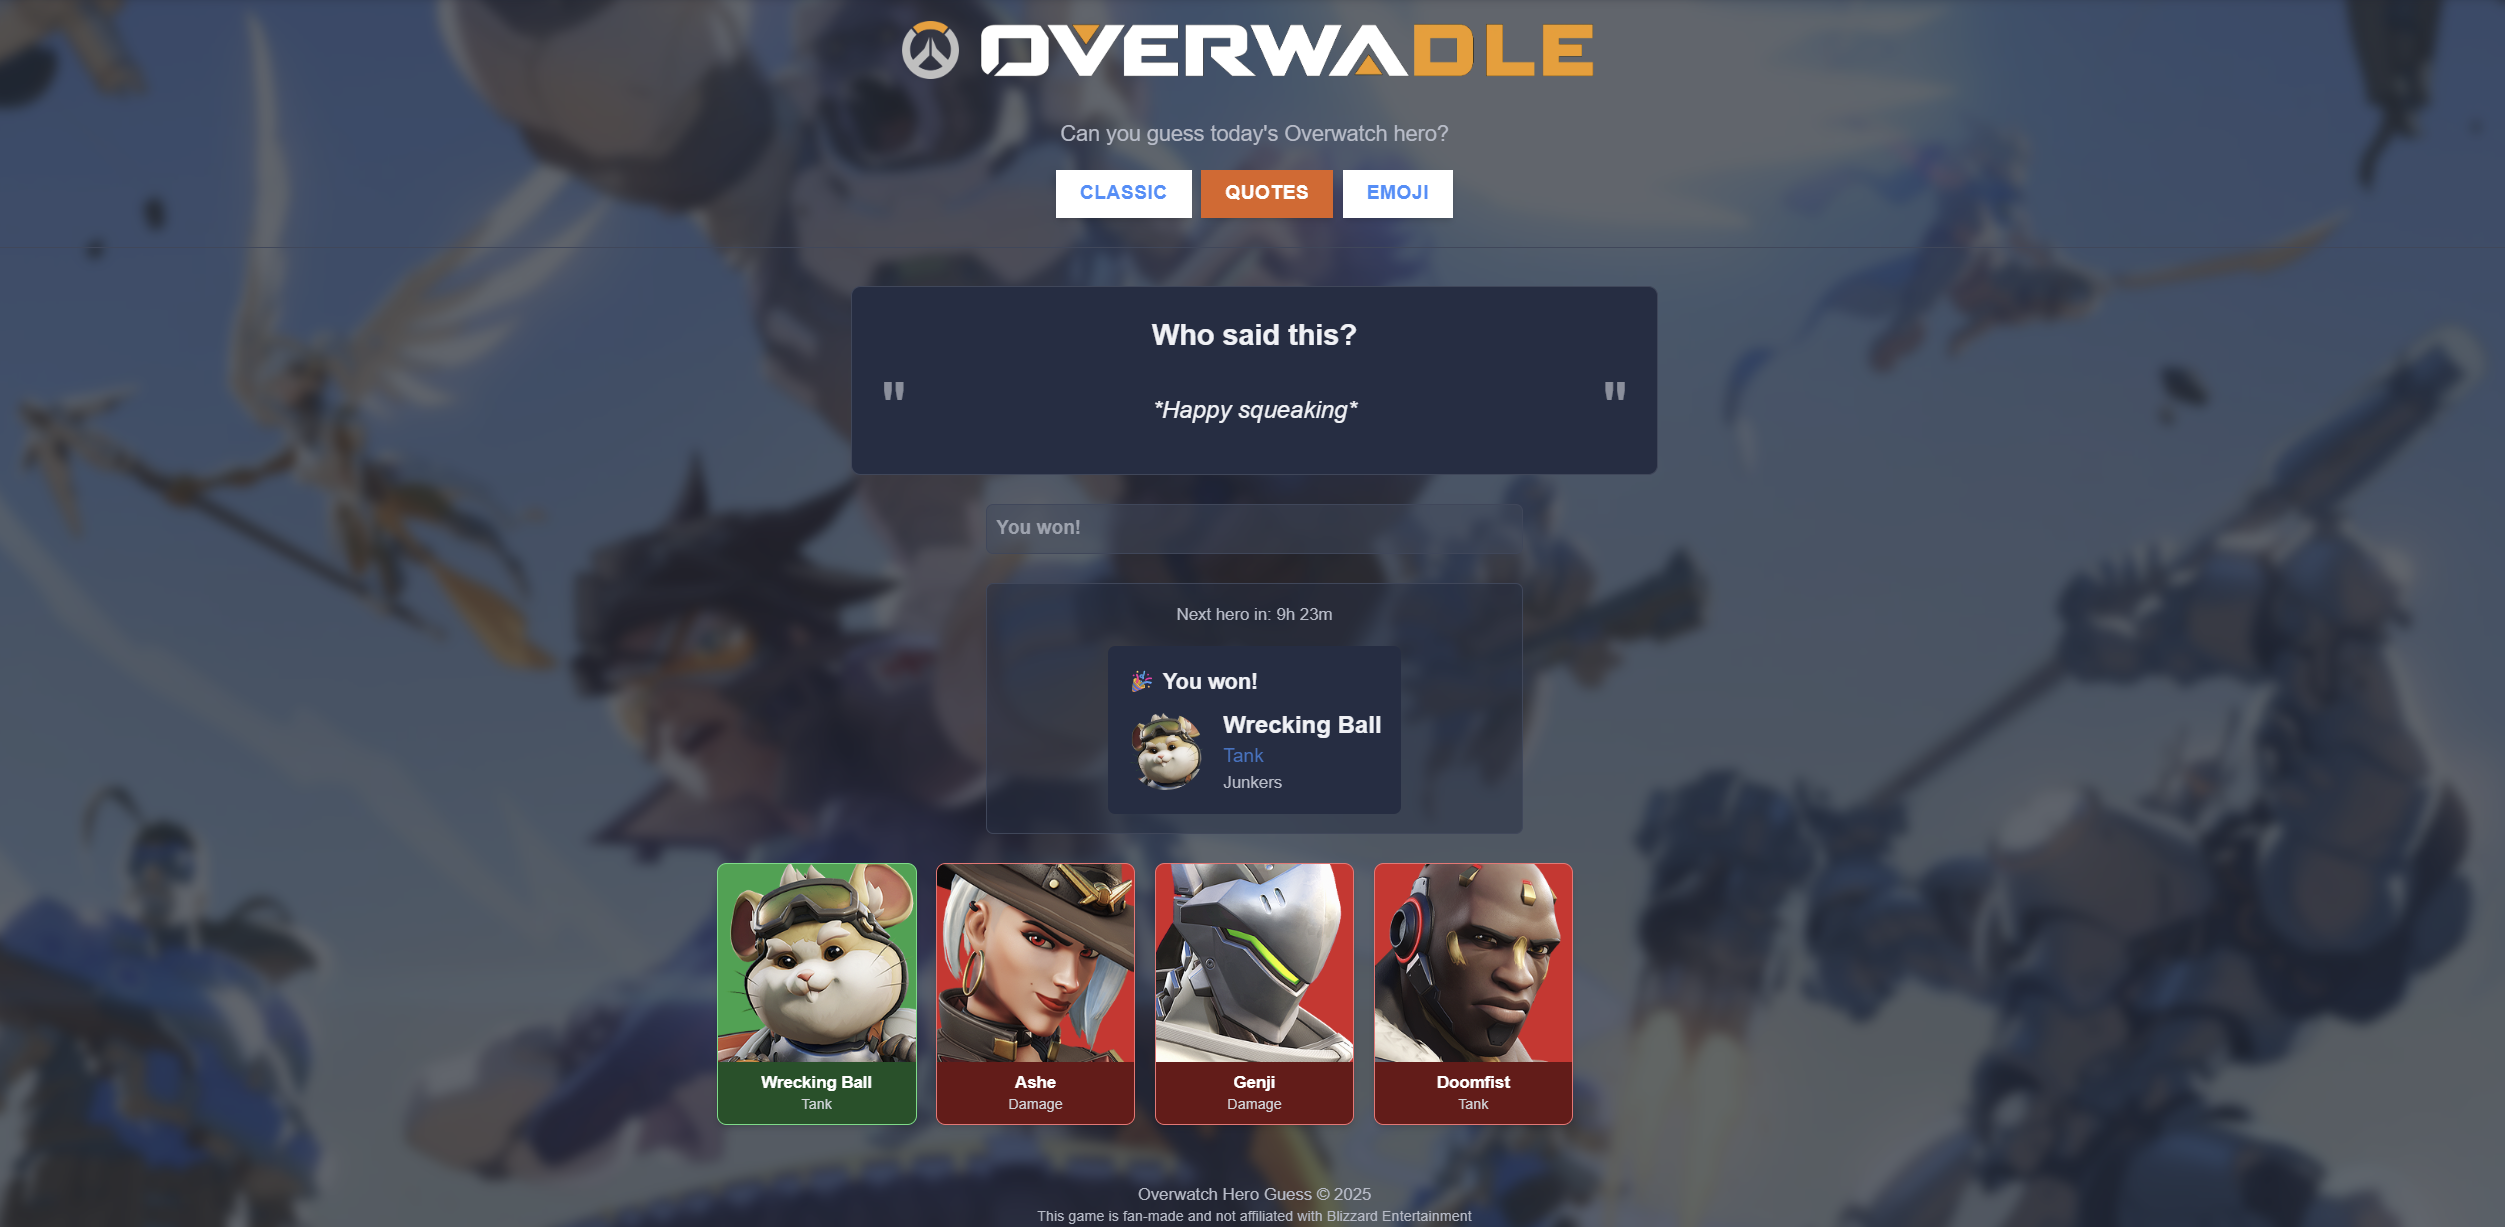 OVERWADLE
Can you guess today's Overwatch hero?
CLASSIC QUOTES EMOJI
Who said this?
" *Happy squeaking* "
You won!
Next hero in: 9h 23m
🎉 You won!
Wrecking Ball
Tank
Junkers
Wrecking Ball Ashe Genji Doomfist
Tank Damage Damage Tank
Overwatch Hero Guess © 2025
This game is fan-made and not affiliated with Blizzard Entertainment